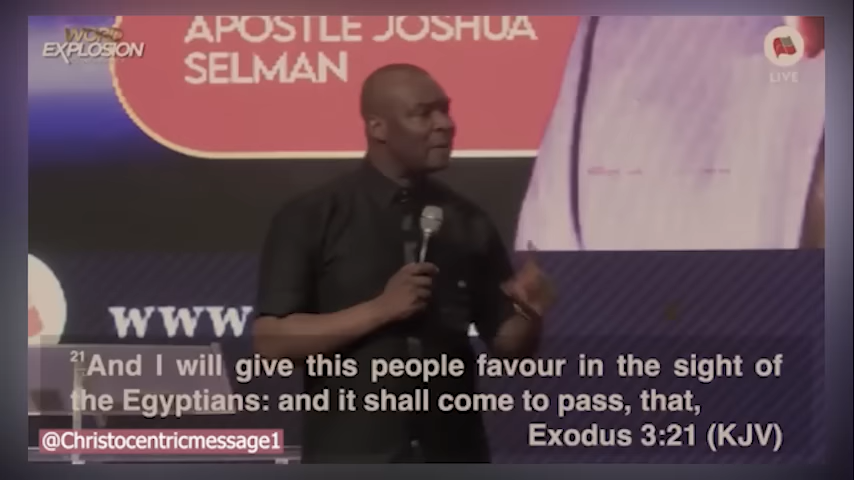 WORD
EXPLOSION
APOSTLE JOSHUA
SELMAN
LIVE
www.
21And I will give this people favour in the sight of
the Egyptians: and it shall come to pass, that,
Exodus 3:21 (KJV)
@Christocentricmessage1